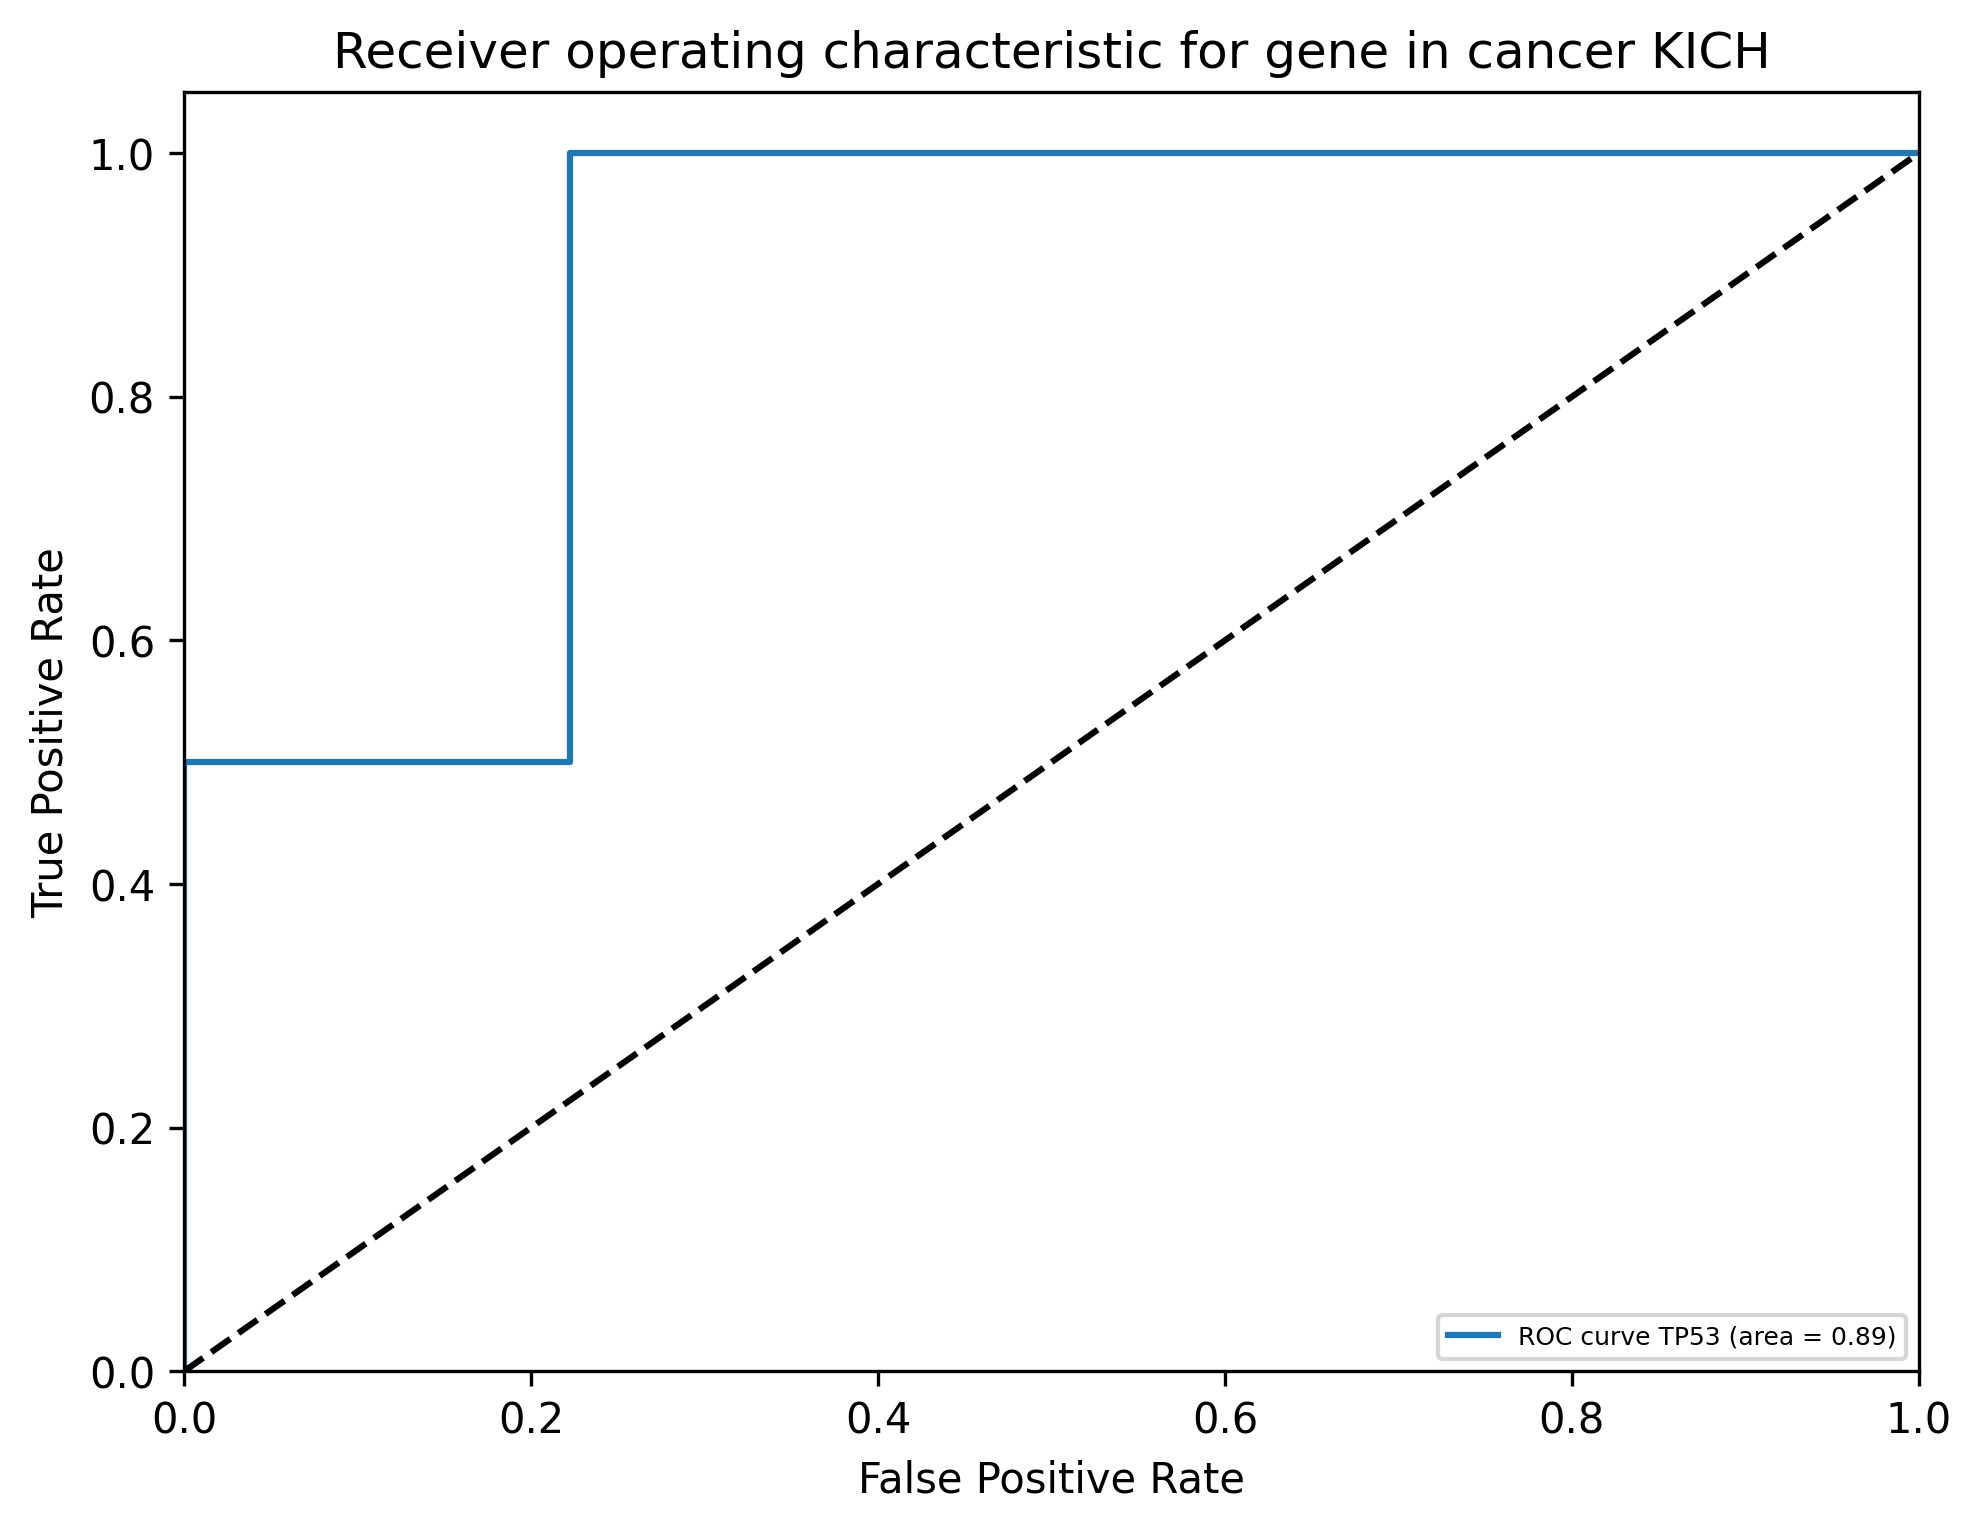 Receiver operating characteristic for gene in cancer KICH
True Positive Rate
1.0
0.8
0.6
0.4
0.2
0.0
ROC curve TP53 (area = 0.89)
0.0 0.2 0.4 0.6 0.8 1.0
False Positive Rate